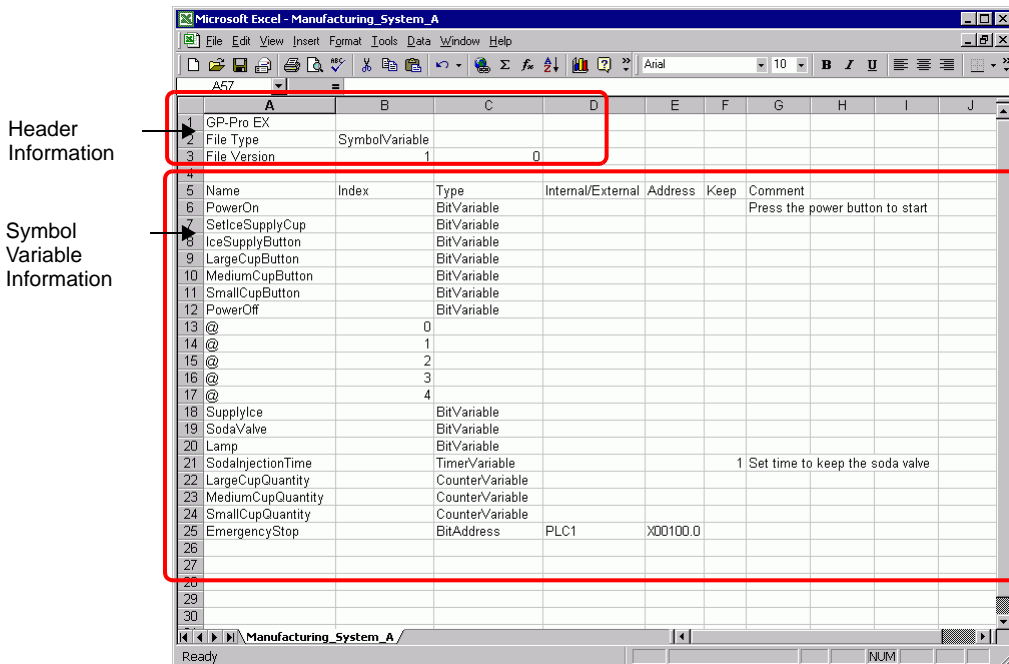 Microsoft Excel - Manufacturing_System_A
File Edit View Insert Format Tools Data Window Help
Arial 10 B I U
A57 =
A B C D E F G H I J
Header
Information
1 GP-Pro EX
2 File Type SymbolVariable
3 File Version 1 0
4
Symbol
Variable
Information
5 Name Index Type Internal/External Address Keep Comment
6 PowerOn BitVariable Press the power button to start
7 SetIceSupplyCup BitVariable
8 IceSupplyButton BitVariable
9 LargeCupButton BitVariable
10 MediumCupButton BitVariable
11 SmallCupButton BitVariable
12 PowerOff BitVariable
13 @ 0
14 @ 1
15 @ 2
16 @ 3
17 @ 4
18 SupplyIce BitVariable
19 SodaValve BitVariable
20 Lamp BitVariable
21 SodaInjectionTime TimerVariable 1 Set time to keep the soda valve
22 LargeCupQuantity CounterVariable
23 MediumCupQuantity CounterVariable
24 SmallCupQuantity CounterVariable
25 EmergencyStop BitAddress PLC1 X00100.0
26
27
28
29
30
Manufacturing_System_A
Ready NUM